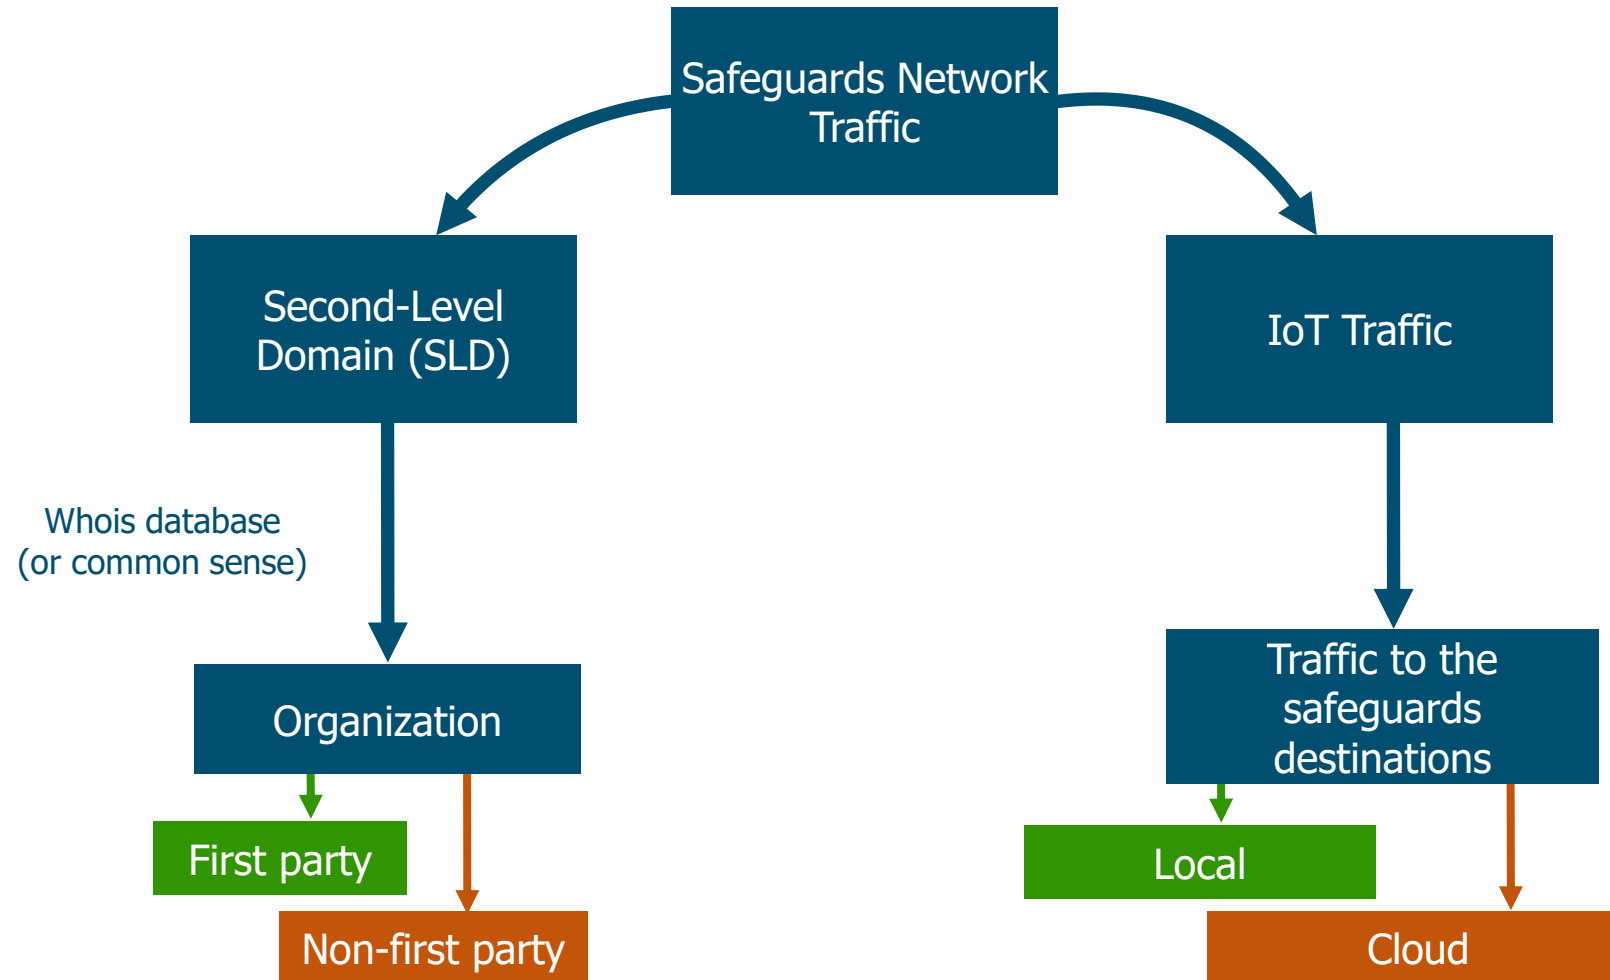 Safeguards Network
Traffic
Second-Level
Domain (SLD)
IoT Traffic
Whois database
(or common sense)
Organization
Traffic to the
safeguards
destinations
First party
Local
Non-first party
Cloud